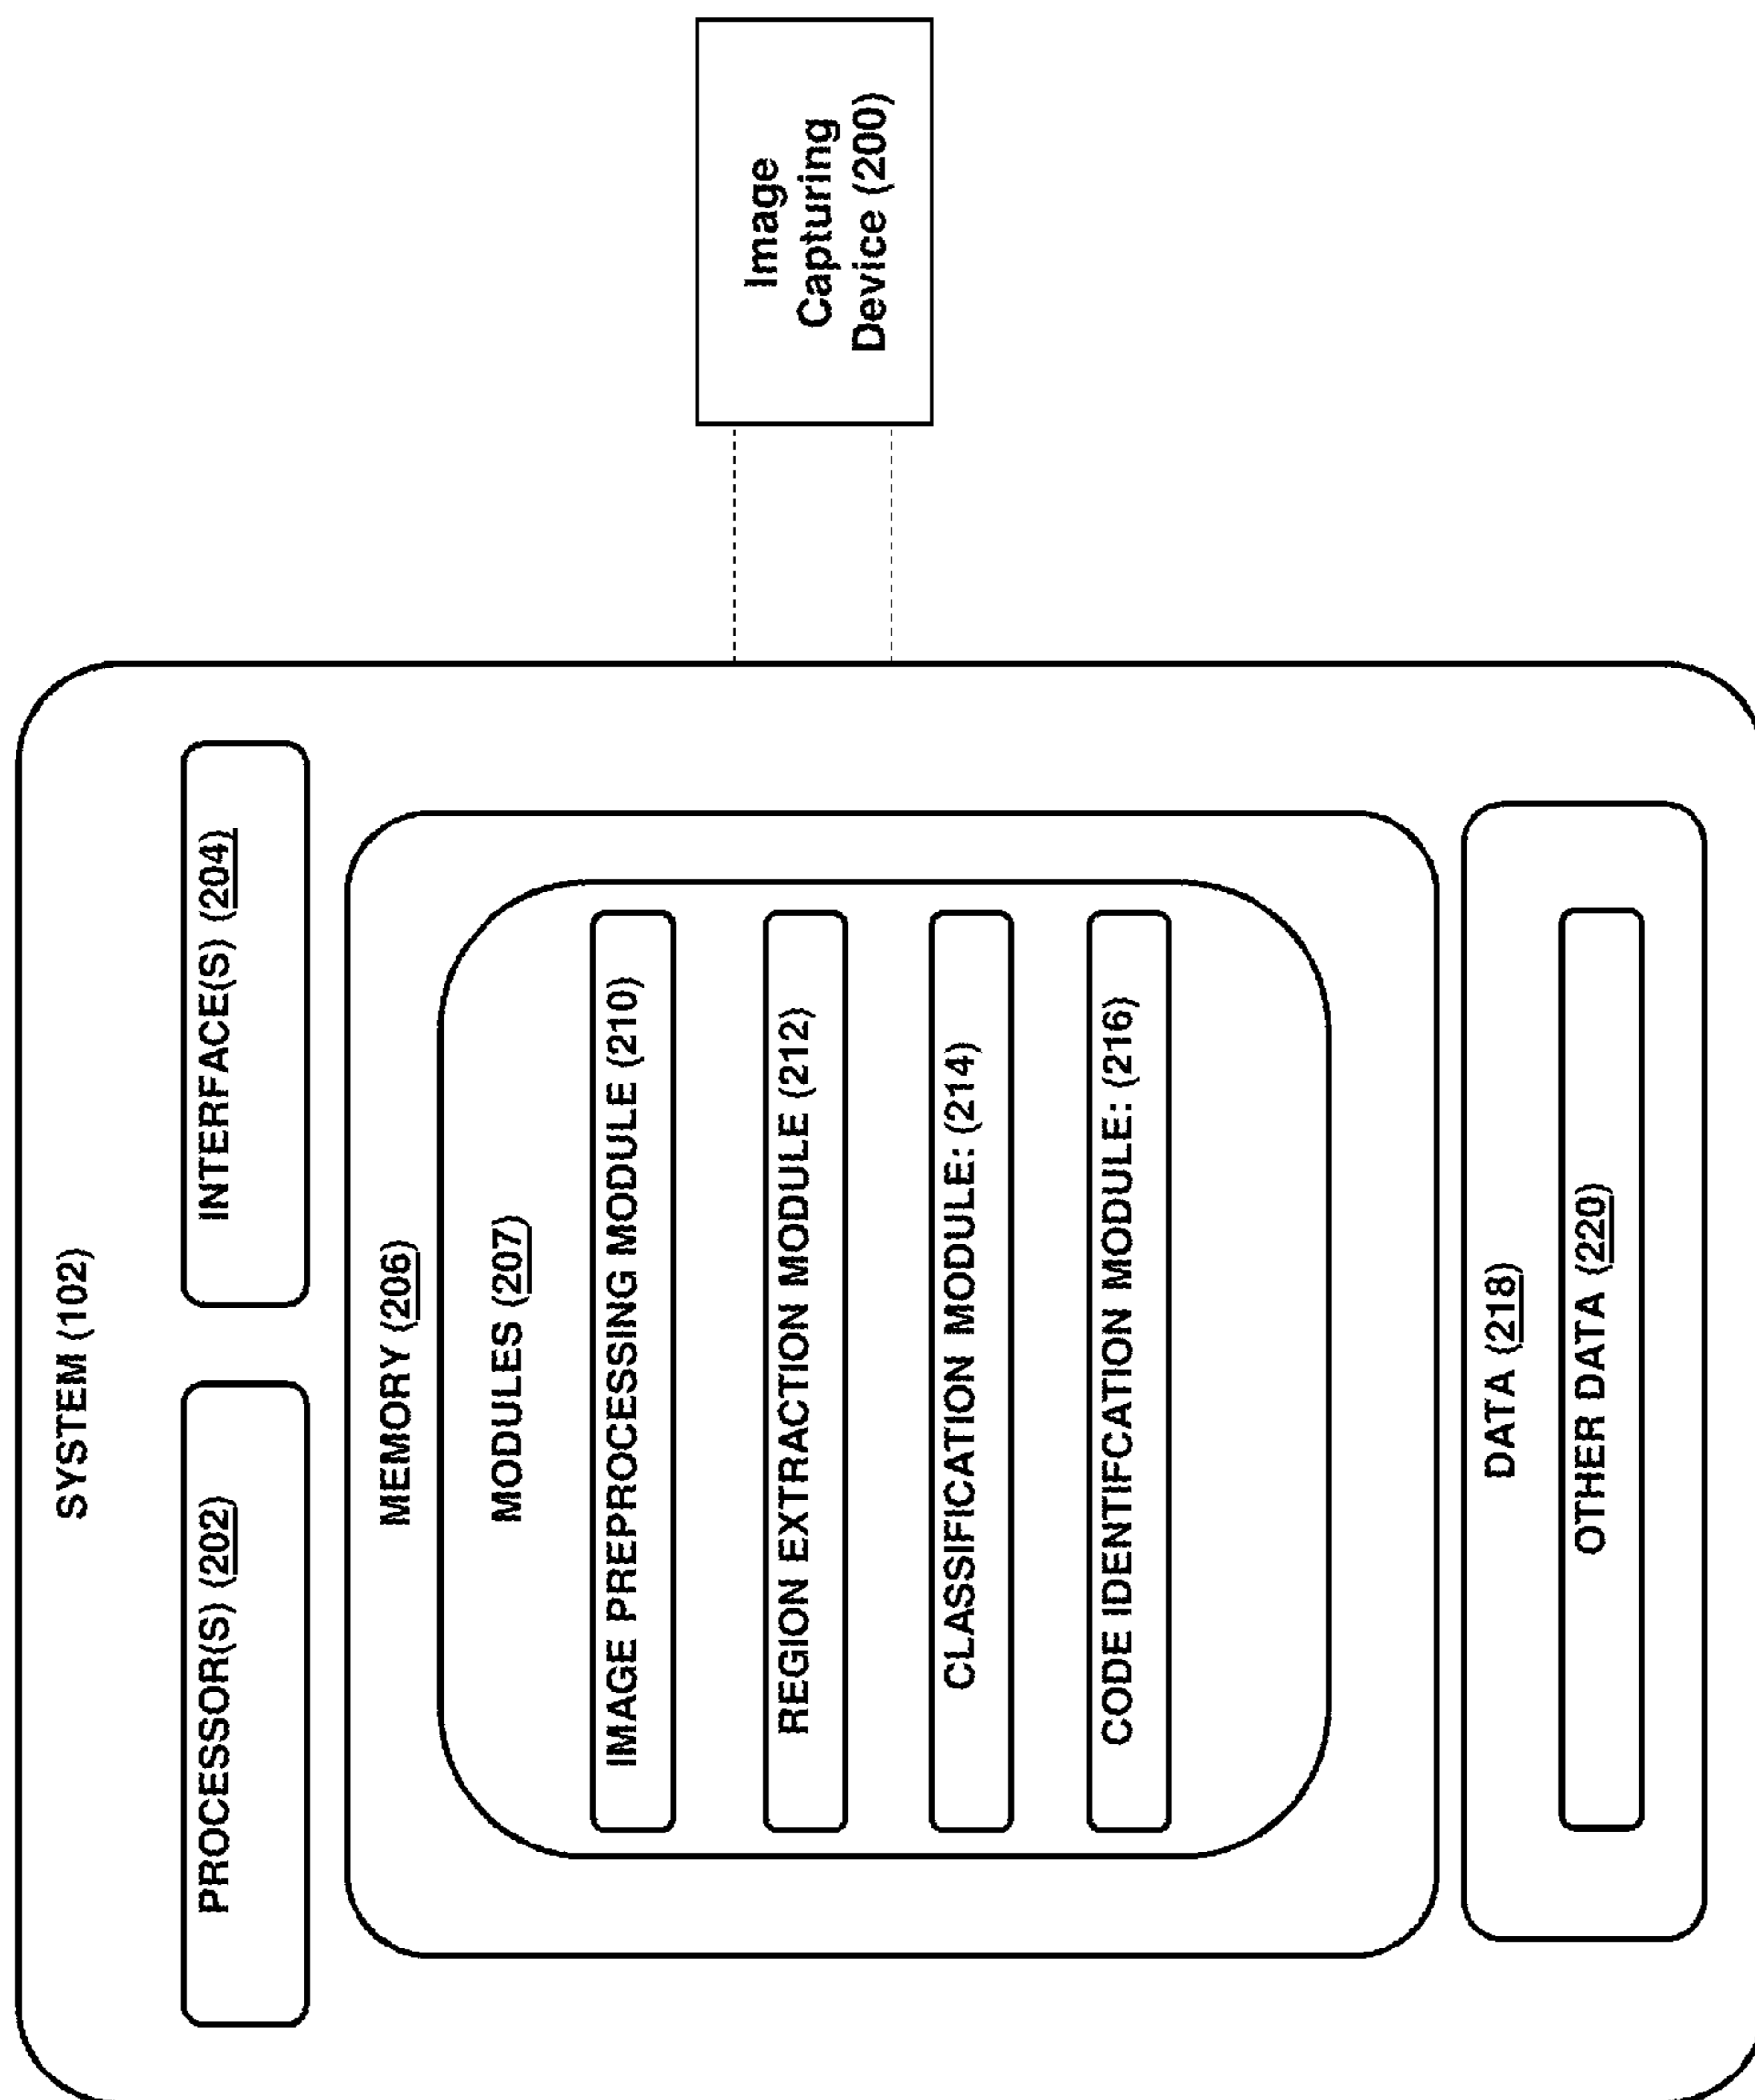 SYSTEM (102)
PROCESSOR(S) (202)
INTERFACE(S) (204)
MEMORY (206)
MODULES (207)
IMAGE PREPROCESSING MODULE (210)
REGION EXTRACTION MODULE (212)
CLASSIFICATION MODULE: (214)
CODE IDENTIFCATION MODULE: (216)
DATA (218)
OTHER DATA (220)
Image
Capturing
Device (200)